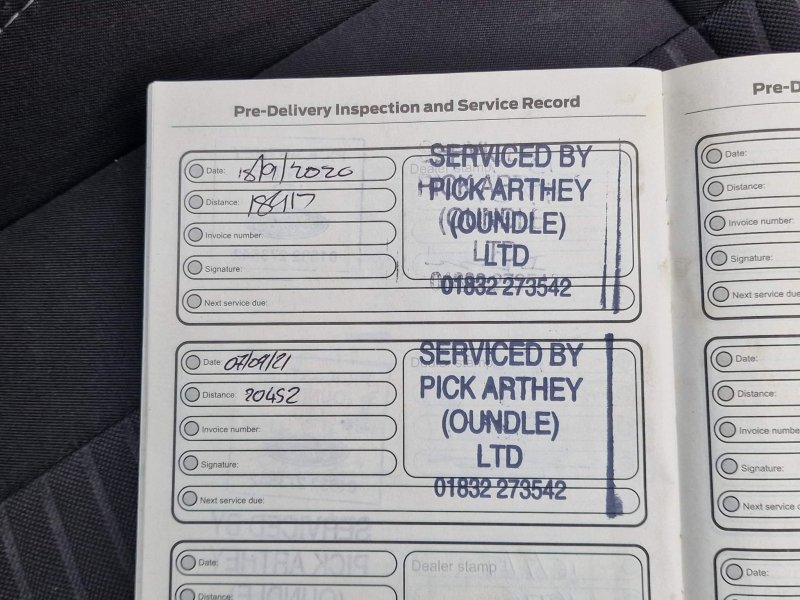 Pre-Delivery Inspection and Service Record
Date: 18/9/2020
Distance: 18417
Invoice number:
Signature:
Next service due:
Dealer stamp
SERVICED BY
PICK ARTHEY
(OUNDLE)
LTD
01832 273542
Date: 07/09/21
Distance: 20452
Invoice number:
Signature:
Next service due:
SERVICED BY
PICK ARTHEY
(OUNDLE)
LTD
01832 273542
Date:
Distance:
Dealer stamp
Pre-D
Date:
Distance:
Invoice number:
Signature:
Next service due:
Date:
Distance:
Invoice numbe
Signature:
Next service d
Date: